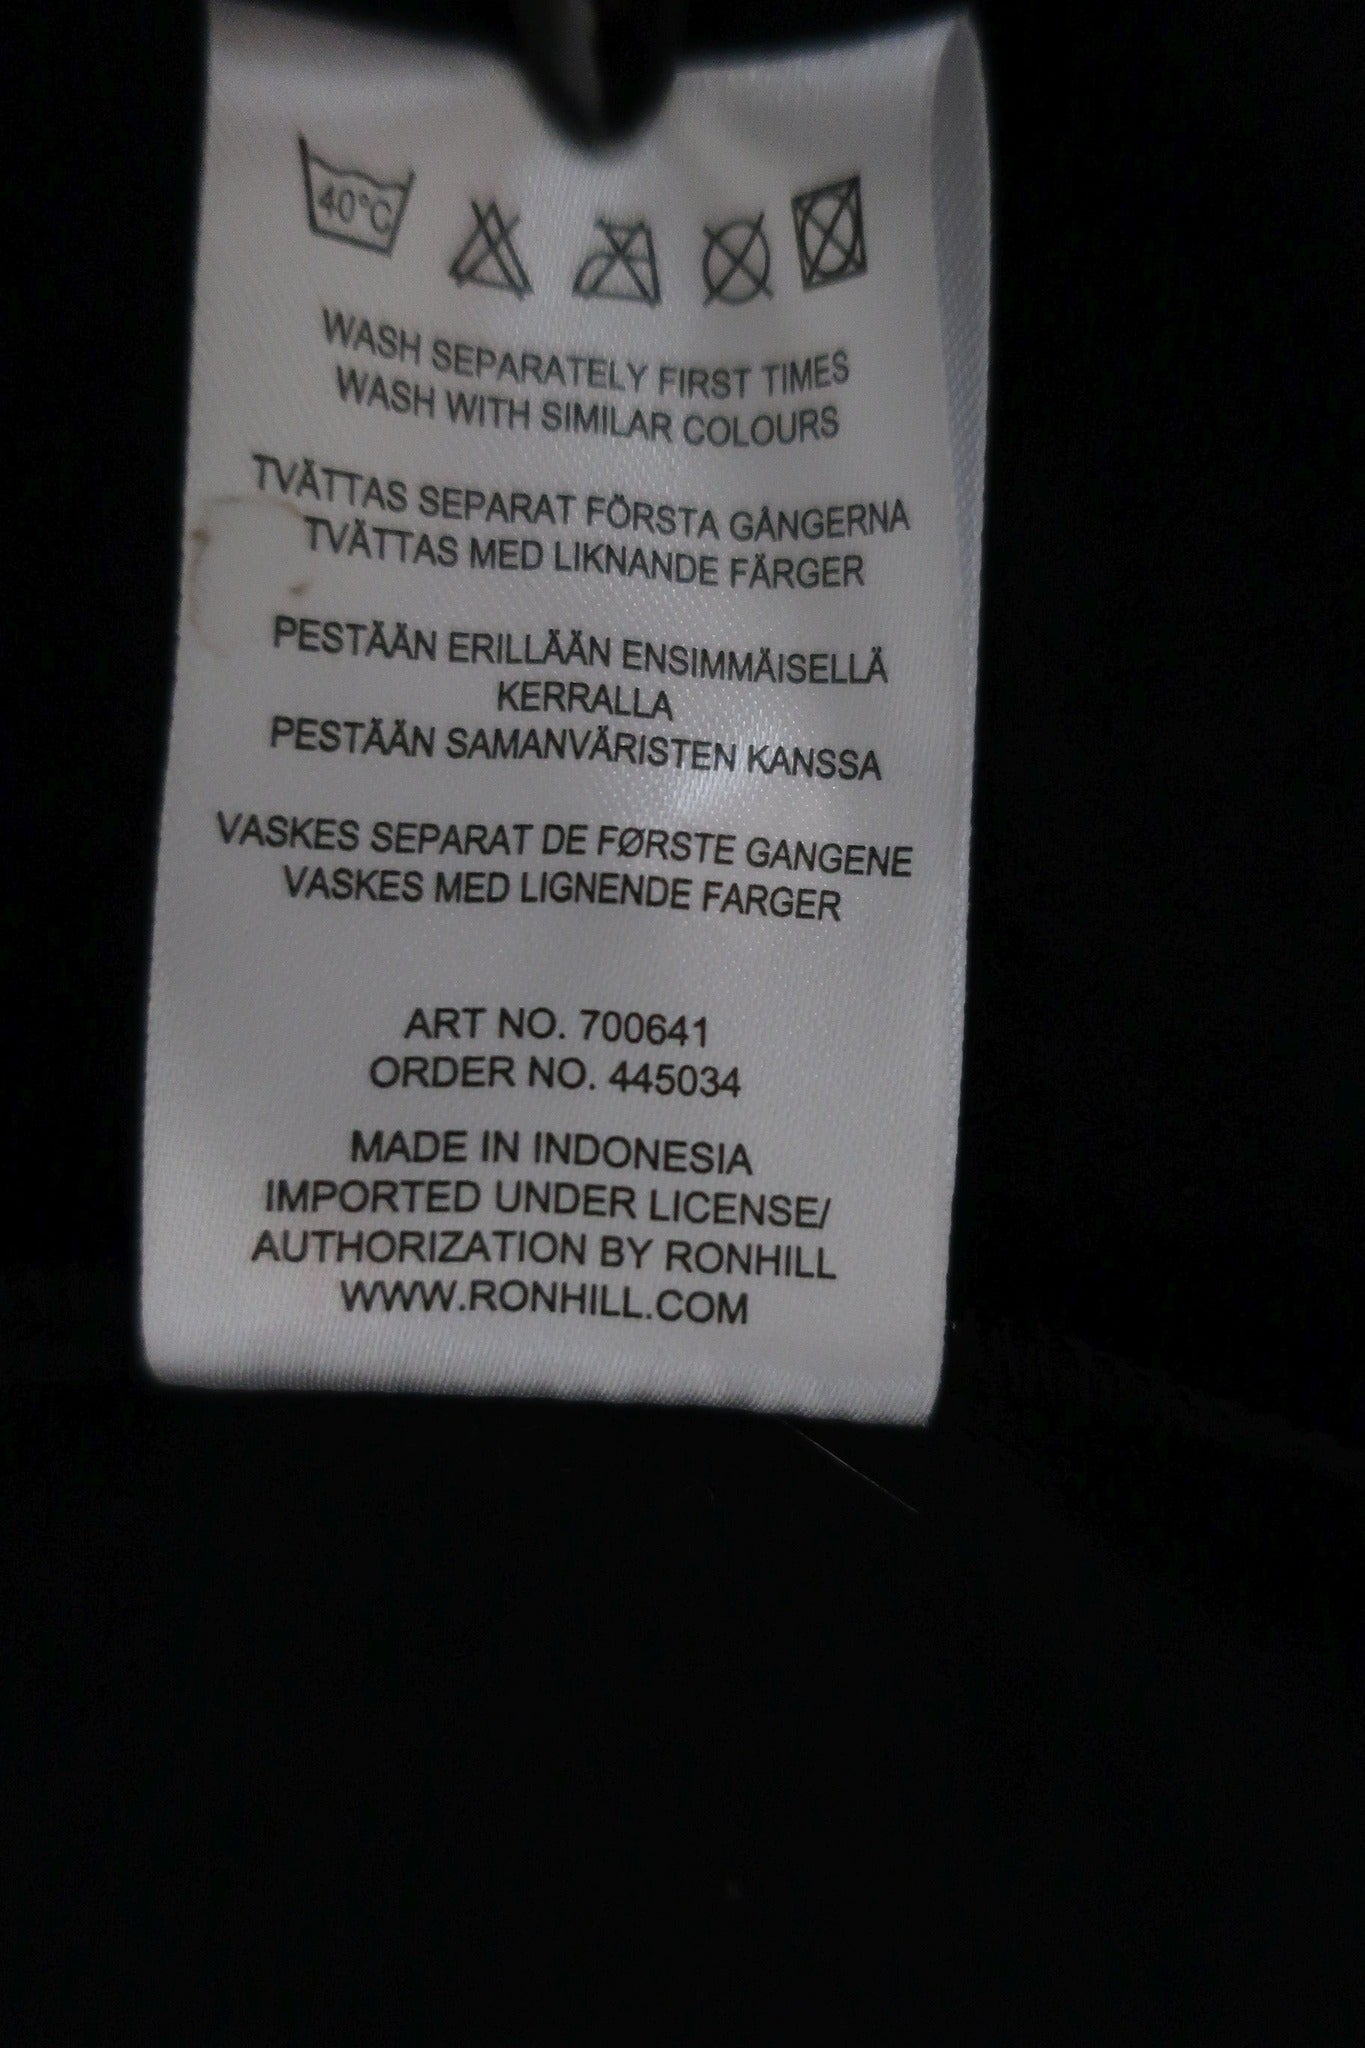 40°C
WASH SEPARATELY FIRST TIMES
WASH WITH SIMILAR COLOURS
TVÄTTAS SEPARAT FÖRSTA GÅNGERNA
TVÄTTAS MED LIKNANDE FÄRGER
PESTÄÄN ERILLÄÄN ENSIMMÄISELLÄ
KERRALLA
PESTÄÄN SAMANVÄRISTEN KANSSA
VASKES SEPARAT DE FØRSTE GANGENE
VASKES MED LIGNENDE FARGER
ART NO. 700641
ORDER NO. 445034
MADE IN INDONESIA
IMPORTED UNDER LICENSE/
AUTHORIZATION BY RONHILL
WWW.RONHILL.COM